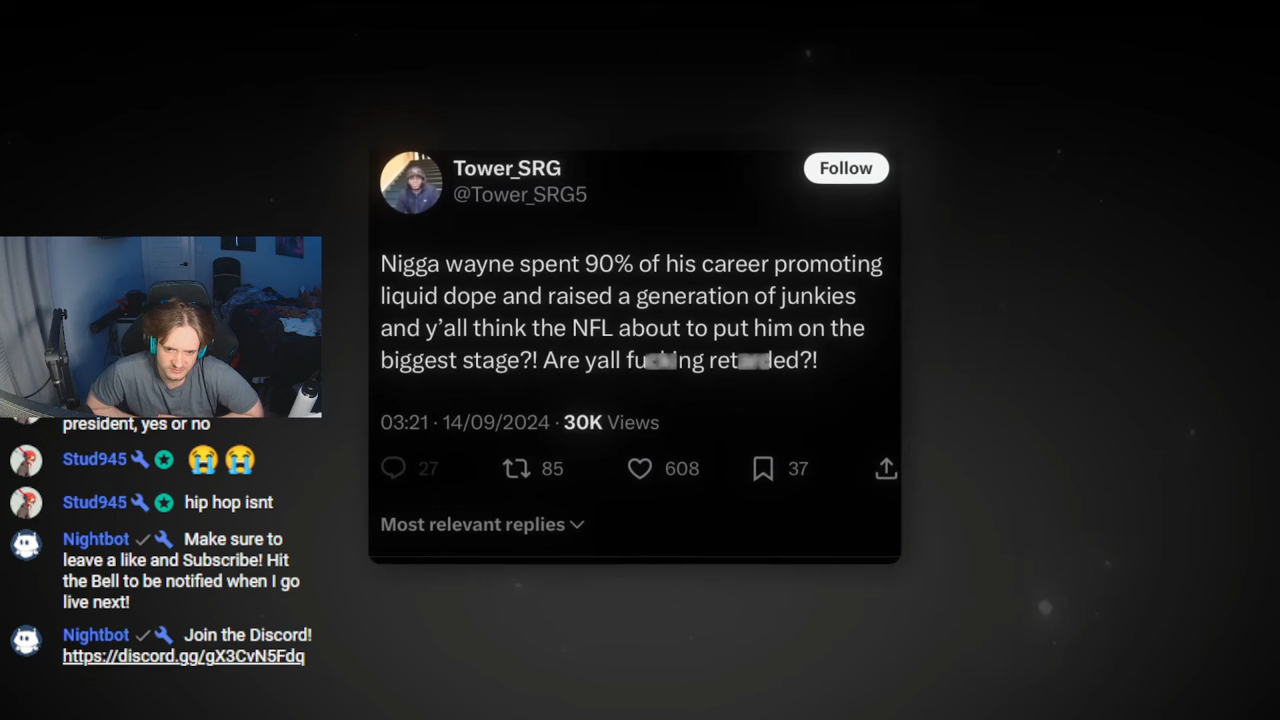 Tower_SRG
@Tower_SRG5
Follow
Nigga wayne spent 90% of his career promoting
liquid dope and raised a generation of junkies
and y’all think the NFL about to put him on the
biggest stage?! Are yall fu ing ret ded?!
03:21 · 14/09/2024 · 30K Views
27 85 608 37
Most relevant replies
president, yes or no
Stud945 😭 😭
Stud945 hip hop isnt
Nightbot Make sure to
leave a like and Subscribe! Hit
the Bell to be notified when I go
live next!
Nightbot Join the Discord!
https://discord.gg/gX3CvN5Fdq